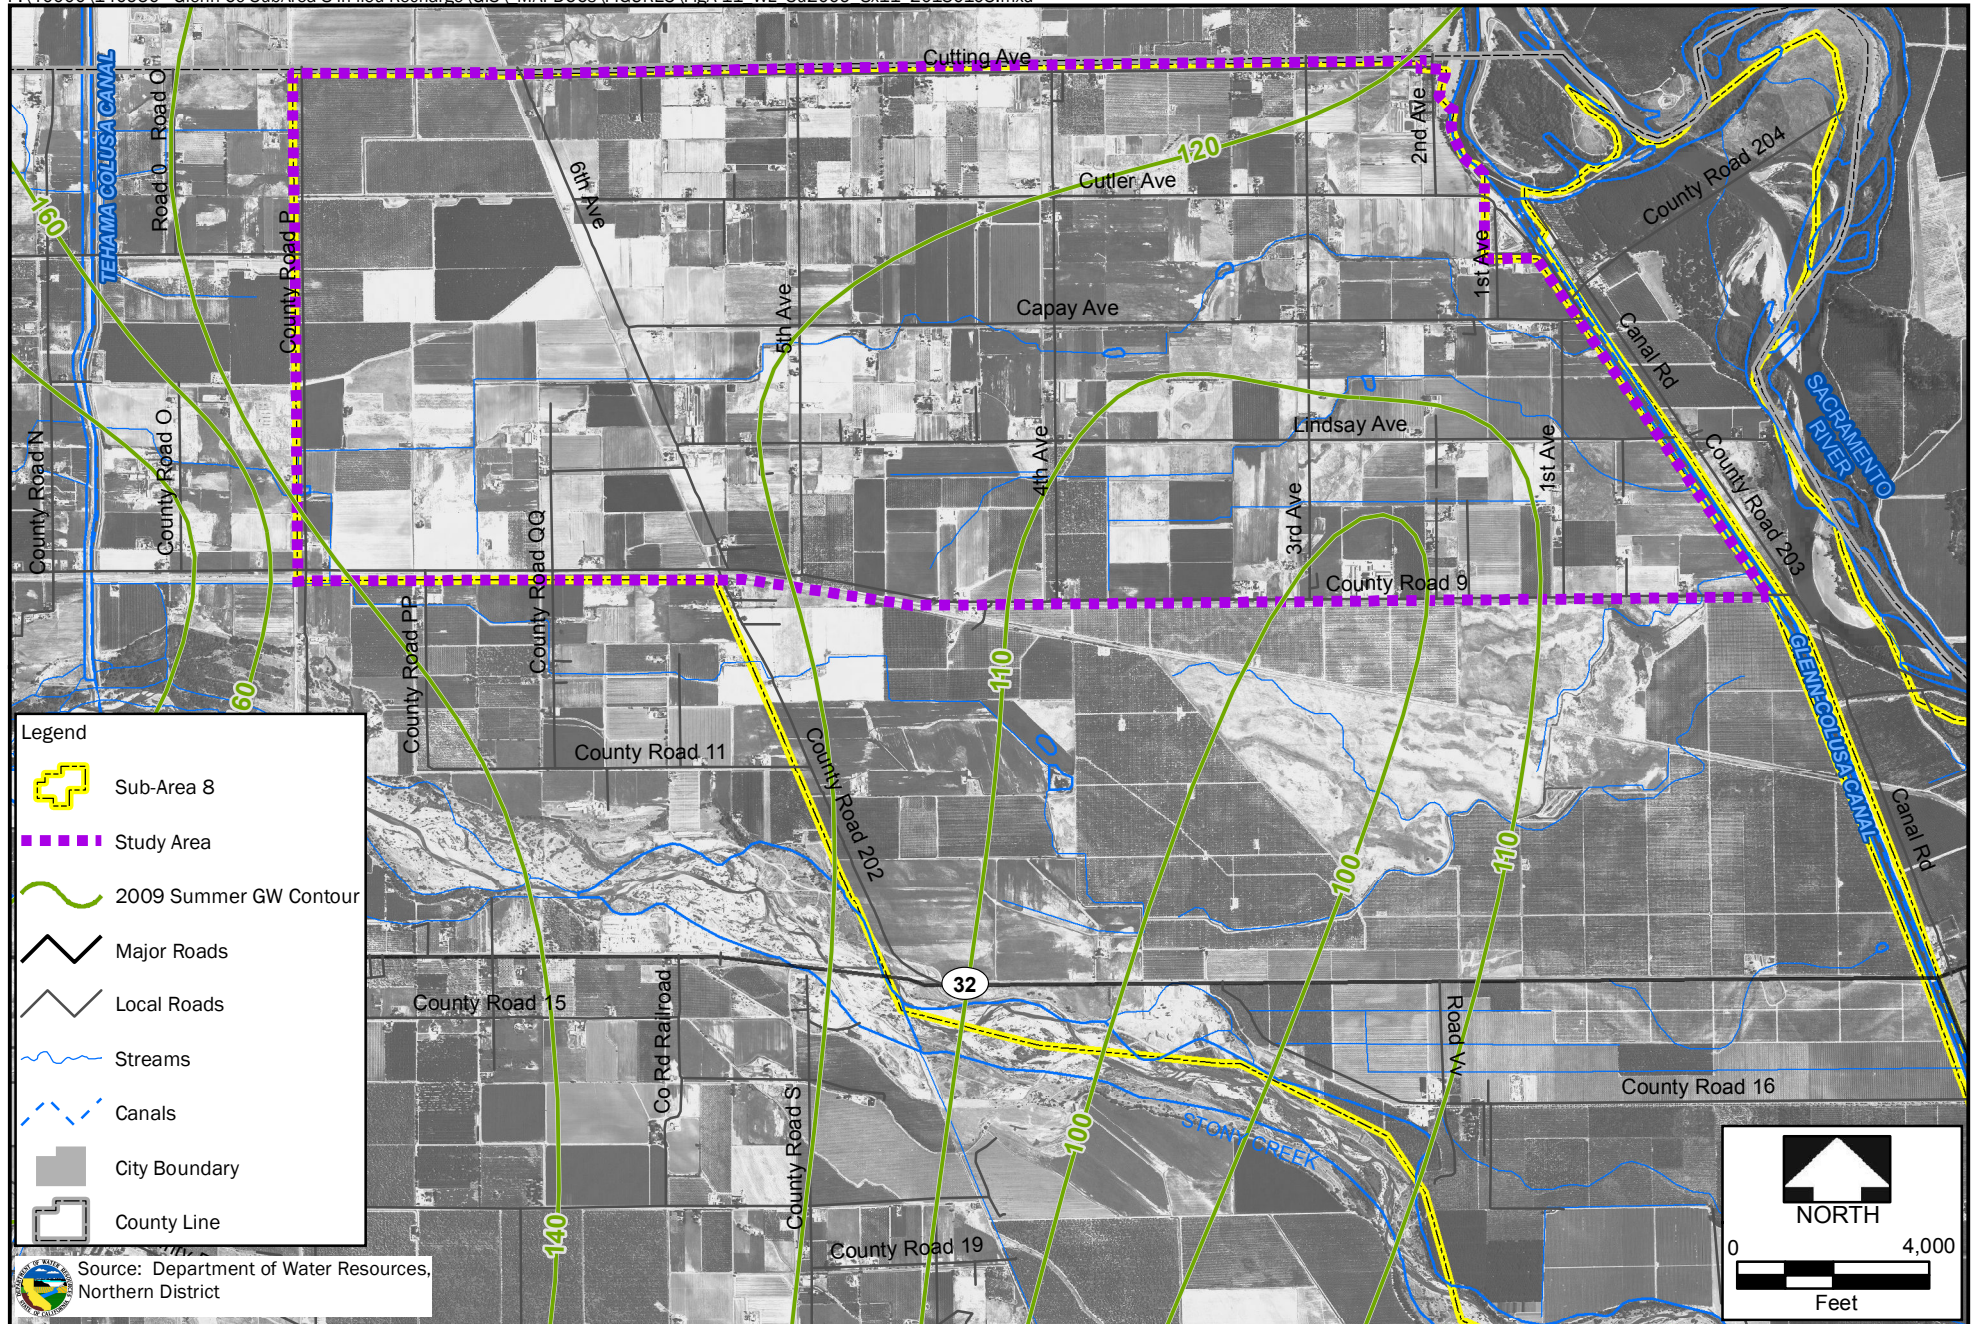 Cutting Ave
TEHAMA COLUSA CANAL
Road O
Road O
2nd Ave
120
County Road 204
6th Ave
Cutler Ave
160
County Road P
1st Ave
5th Ave
Capay Ave
Canal Rd
SACRAMENTO
RIVER
Lindsay Ave
County Road N
County Road O
4th Ave
1st Ave
3rd Ave
County Road 203
County Road QQ
County Road 9
County Road PP
110
60
GLENN-COLUSA CANAL
County Road 11
County Road 202
Canal Rd
110
100
32
County Road 15
Co Rd Railroad
Road VV
County Road 16
County Road S
100
STONY CREEK
140
County Road 19
Legend
Sub-Area 8
Study Area
2009 Summer GW Contour
Major Roads
Local Roads
Streams
Canals
City Boundary
County Line
Source: Department of Water Resources,
Northern District
NORTH
0 4,000
Feet